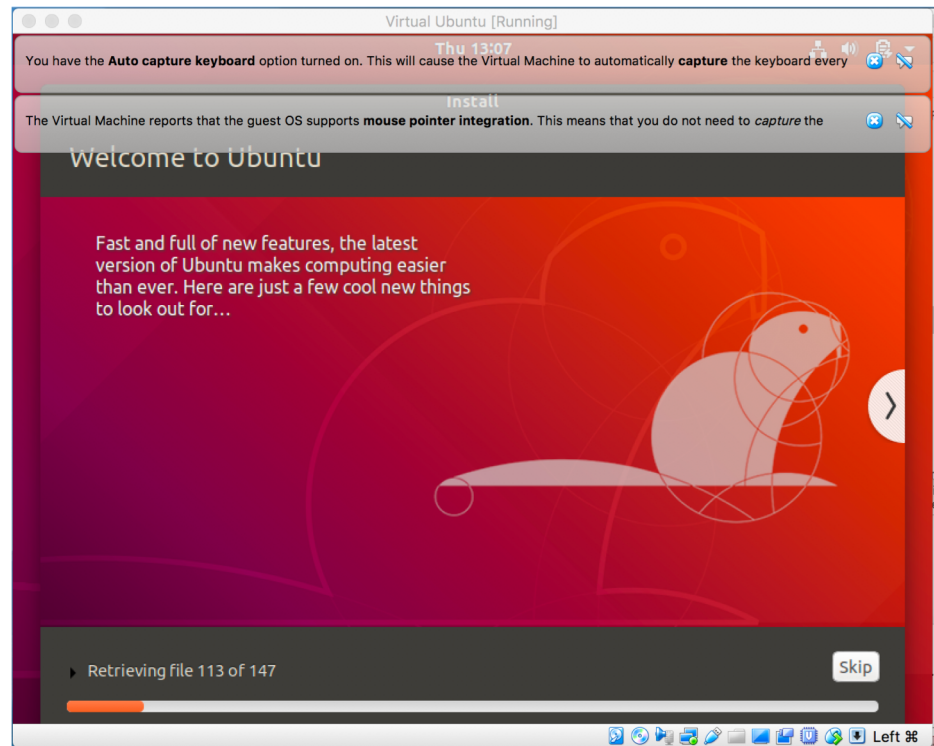 Virtual Ubuntu [Running]
Thu 13:07
You have the Auto capture keyboard option turned on. This will cause the Virtual Machine to automatically capture the keyboard every
Install
The Virtual Machine reports that the guest OS supports mouse pointer integration. This means that you do not need to capture the
Welcome to Ubuntu
Fast and full of new features, the latest
version of Ubuntu makes computing easier
than ever. Here are just a few cool new things
to look out for…
Retrieving file 113 of 147
Skip
Left ⌘